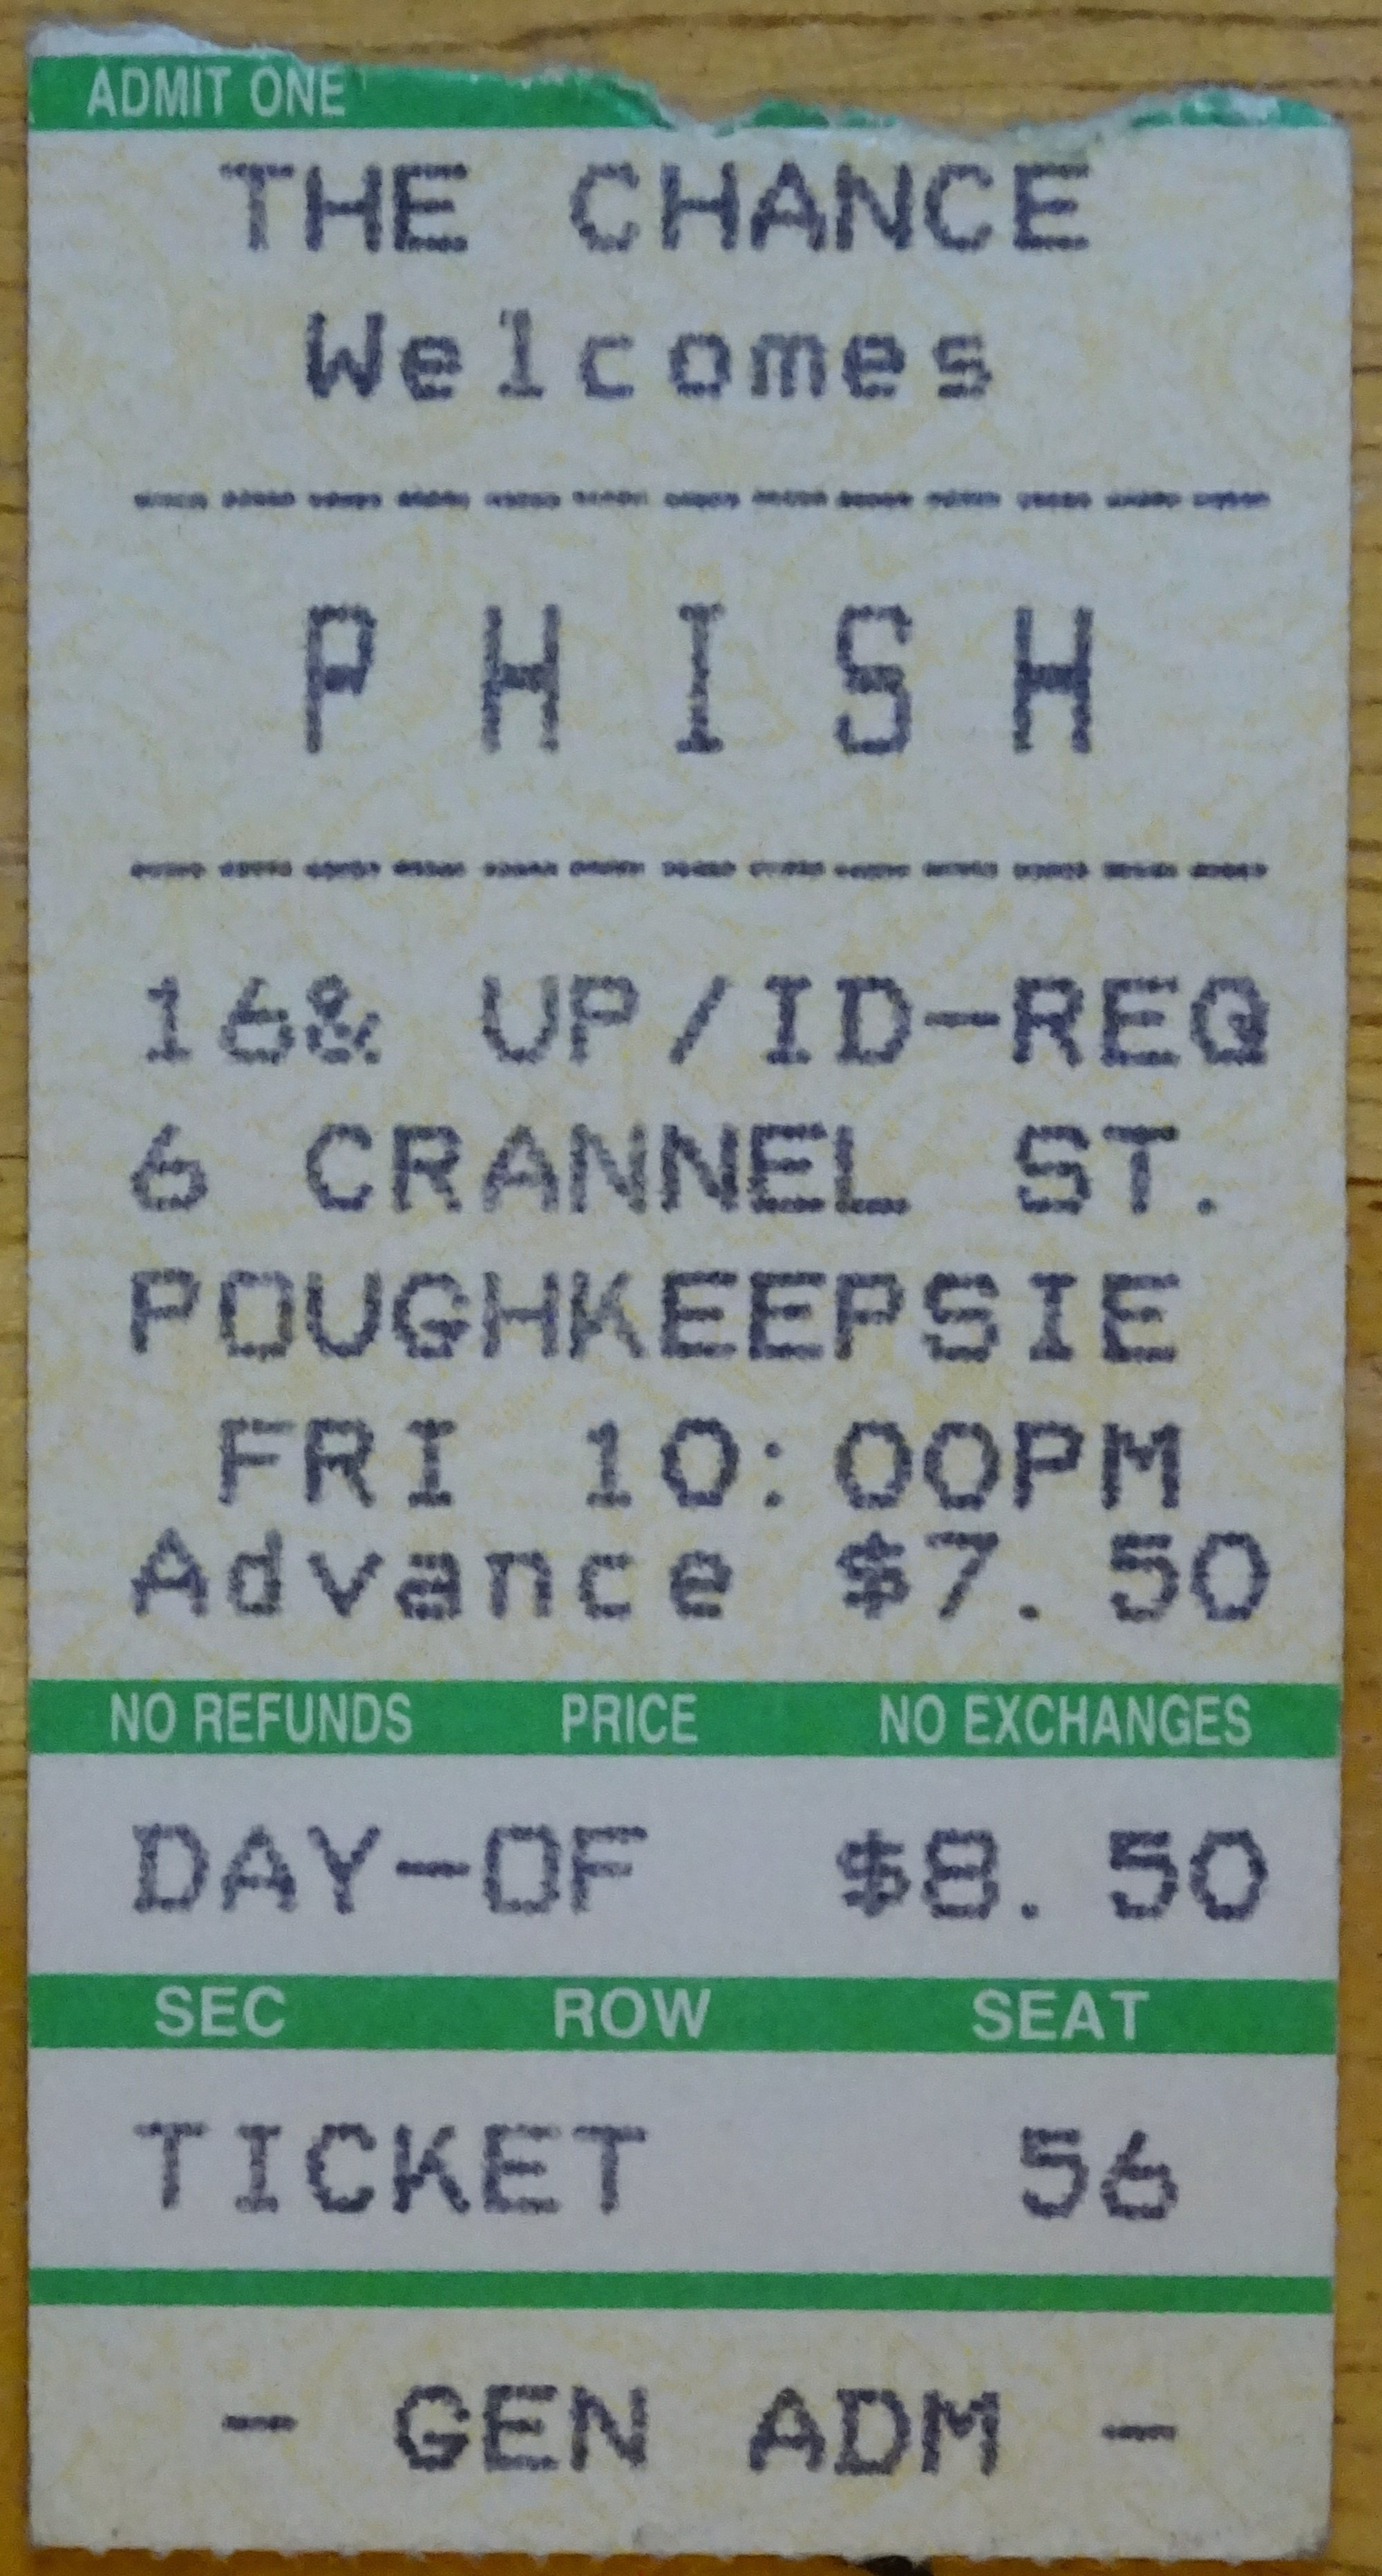 ADMIT ONE
THE CHANCE
Welcomes
-------------
P H I S H
-------------
16& UP/ID-REQ
6 CRANNEL ST.
POUGHKEEPSIE
FRI 10:00PM
Advance $7.50
NO REFUNDS PRICE NO EXCHANGES
DAY-OF $8.50
SEC ROW SEAT
TICKET 56
- GEN ADM -